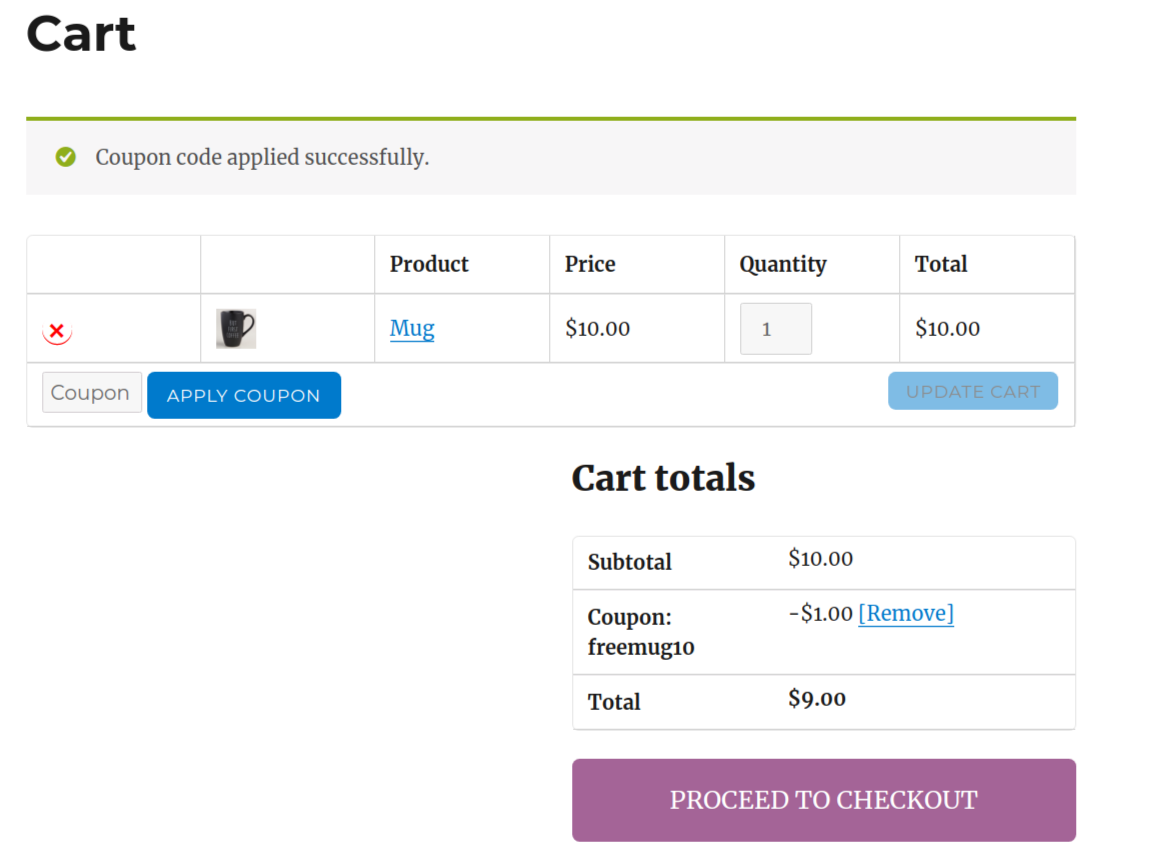 Cart
Coupon code applied successfully.
Product Price Quantity Total
Mug $10.00 1 $10.00
Coupon APPLY COUPON UPDATE CART
Cart totals
Subtotal $10.00
Coupon: -$1.00 [Remove]
freemug10
Total $9.00
PROCEED TO CHECKOUT